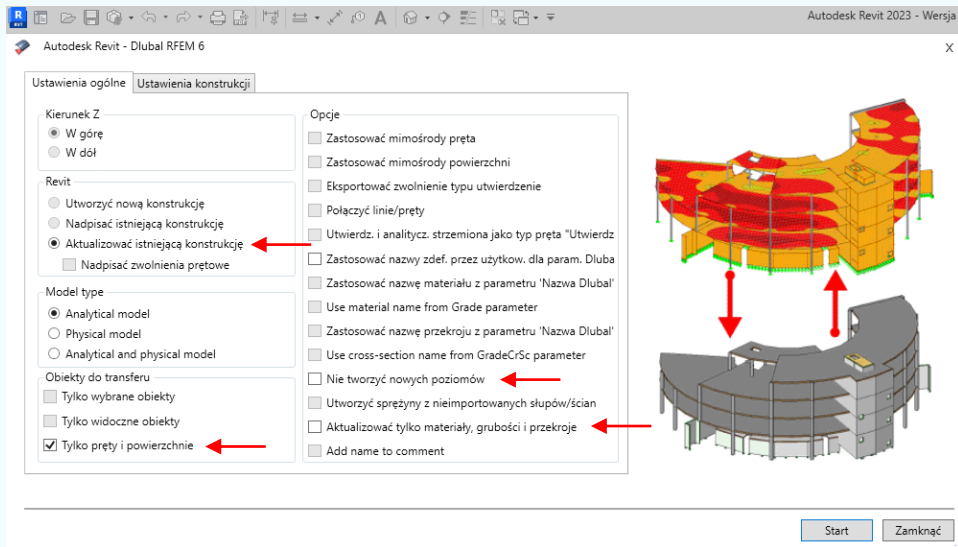 R
RVT
A
Autodesk Revit 2023 - Wersja
Autodesk Revit - Dlubal RFEM 6
X
Ustawienia ogólne
Ustawienia konstrukcji
Kierunek Z
W górę
W dół
Revit
Utworzyć nową konstrukcję
Nadpisać istniejącą konstrukcję
Aktualizować istniejącą konstrukcję
Nadpisać zwolnienia prętowe
Model type
Analytical model
Physical model
Analytical and physical model
Obiekty do transferu
Tylko wybrane obiekty
Tylko widoczne obiekty
Tylko pręty i powierzchnie
Opcje
Zastosować mimośrody pręta
Zastosować mimośrody powierzchni
Eksportować zwolnienie typu utwierdzenie
Połączyć linie/pręty
Utwierdz. i analitycz. strzemiona jako typ pręta "Utwierdz
Zastosować nazwy zdef. przez użytkow. dla param. Dluba
Zastosować nazwę materiału z parametru 'Nazwa Dlubal'
Use material name from Grade parameter
Zastosować nazwę przekroju z parametru 'Nazwa Dlubal'
Use cross-section name from GradeCrSc parameter
Nie tworzyć nowych poziomów
Utworzyć sprężyny z nieimportowanych słupów/ścian
Aktualizować tylko materiały, grubości i przekroje
Add name to comment
Start
Zamknąć